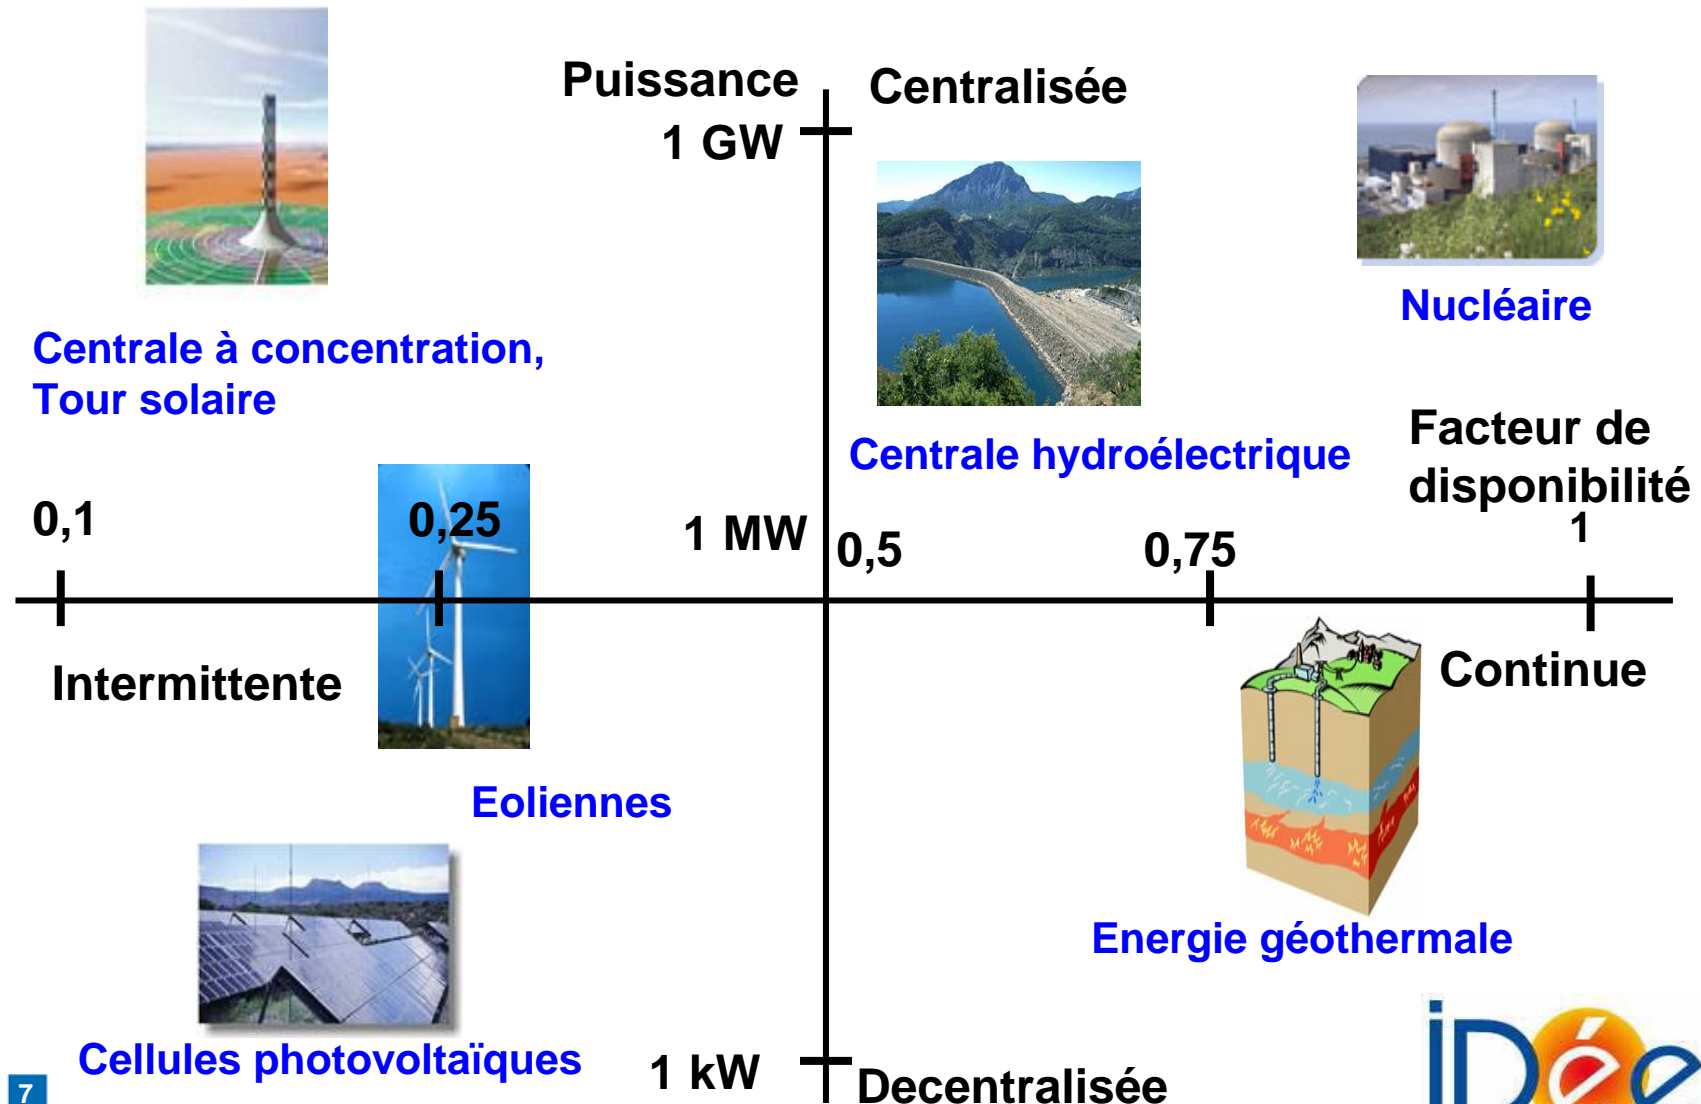 Puissance
Centralisée
1 GW
Nucléaire
Centrale à concentration,
Tour solaire
Centrale hydroélectrique
Facteur de
disponibilité
0,1
0,25
1 MW
0,5
0,75
1
Intermittente
Continue
Eoliennes
Energie géothermale
Cellules photovoltaïques
1 kW
Decentralisée
7
iDée